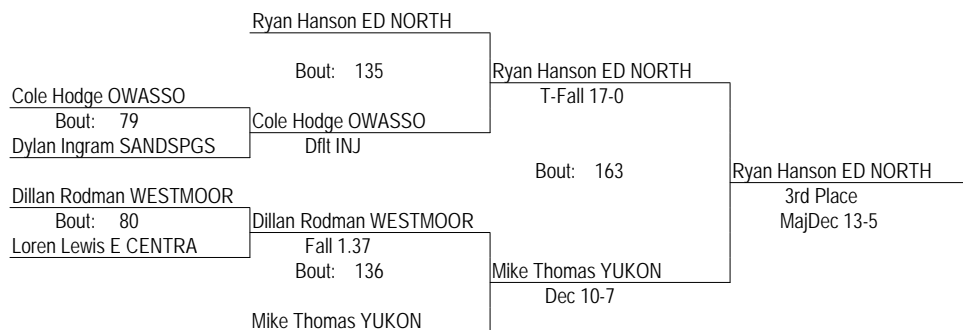 Ryan Hanson ED NORTH
Bout: 135
Ryan Hanson ED NORTH
T-Fall 17-0
Cole Hodge OWASSO
Bout: 79
Cole Hodge OWASSO
Dylan Ingram SANDSPGS
Dflt INJ
Bout: 163
Ryan Hanson ED NORTH
3rd Place
MajDec 13-5
Dillan Rodman WESTMOOR
Bout: 80
Dillan Rodman WESTMOOR
Loren Lewis E CENTRA
Fall 1.37
Bout: 136
Mike Thomas YUKON
Dec 10-7
Mike Thomas YUKON